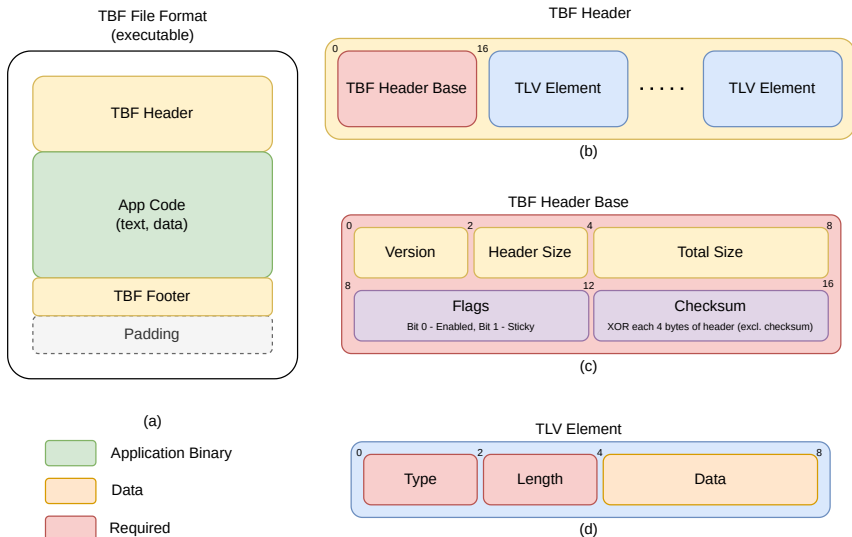 TBF File Format
(executable)
TBF Header
App Code
(text, data)
TBF Footer
Padding
(a)
Application Binary
Data
Required
TBF Header
0
16
TBF Header Base
TLV Element
. . . . .
TLV Element
(b)
TBF Header Base
0
2
4
8
Version
Header Size
Total Size
8
12
16
Flags
Bit 0 - Enabled, Bit 1 - Sticky
Checksum
XOR each 4 bytes of header (excl. checksum)
(c)
TLV Element
0
2
4
8
Type
Length
Data
(d)